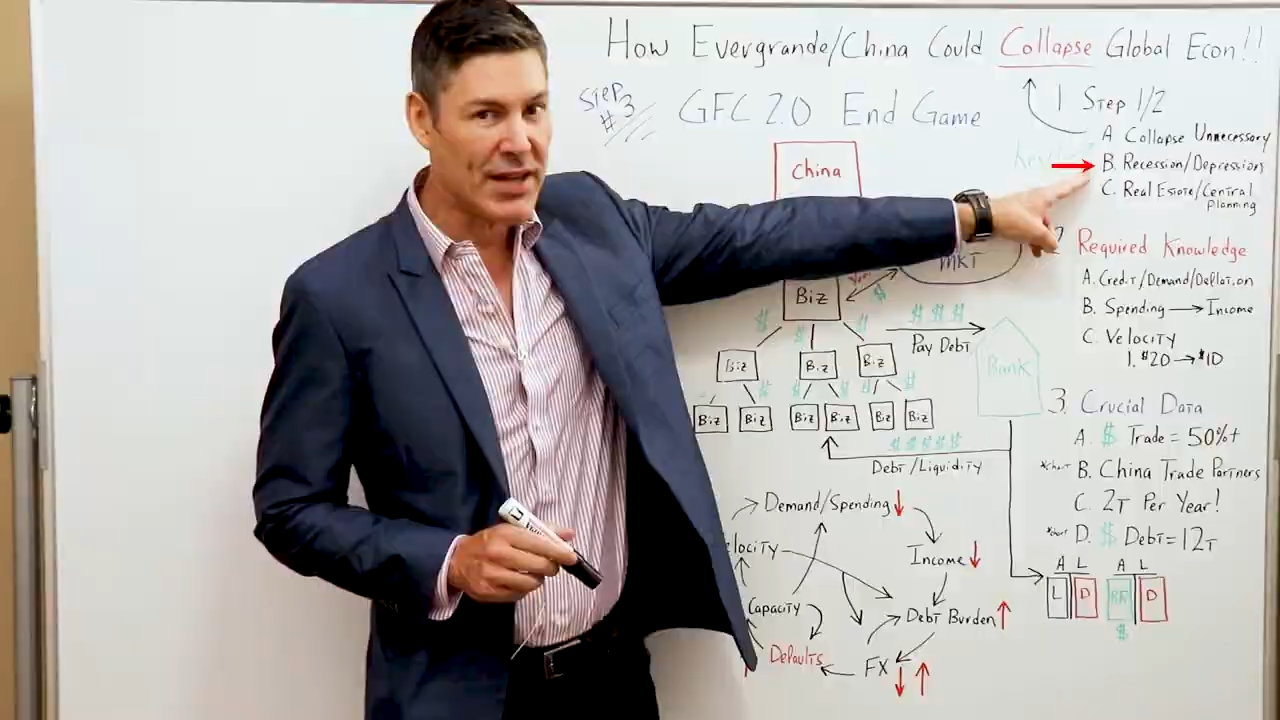 How Evergrande/China Could Collapse Global Econ!!
STEP #3
GFC 2.0 End Game
1 Step 1/2
A Collapse Unnecessary
B. Recession/Depression
C. Real Estate/Central Planning
China
MKT
Biz
$
$
$
$
$ $ $
Pay Debt
Bank
Biz
Biz
Biz
$
$
$
$
$
Biz
Biz
Biz
Biz
Biz
Biz
$ $ $ $ $
Debt/Liquidity
2
Required Knowledge
A. Credit/Demand/Deflation
B. Spending → Income
C. Velocity
1. $20 → $10
3. Crucial Data
A. $ Trade = 50%+
*chart B. China Trade Partners
C. 2T Per Year!
*chart D. $ Debt = 12T
A L
A L
L
D
RR
D
$
Demand/Spending ↓
Income ↓
Debt Burden ↑
FX ↓ ↑
Defaults
Capacity